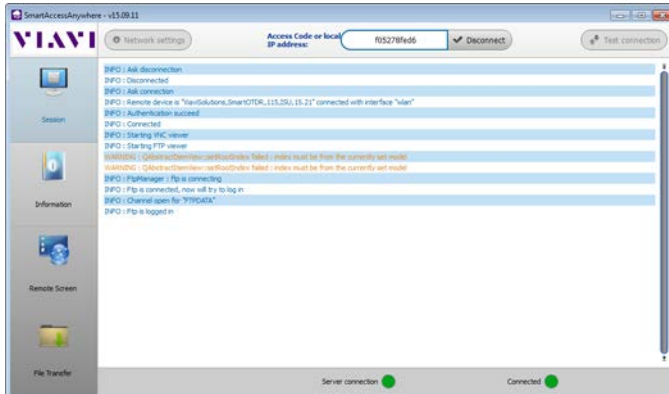 SmartAccessAnywhere - v15.09.11
VIAVI
Network settings
Access Code or local
IP address:
f05278fed6
Disconnect
Test connection
INFO : Ask disconnection
INFO : Disconnected
INFO : Ask connection
INFO : Remote device is "ViaviSolutions,SmartOTDR,,115,ISU,15.21" connected with interface "wlan"
INFO : Authentication succeed
INFO : Connected
INFO : Starting VNC viewer
INFO : Starting FTP viewer
WARNING : QAbstractItemView::setRootIndex failed : index must be from the currently set model
WARNING : QAbstractItemView::setRootIndex failed : index must be from the currently set model
INFO : FtpManager : ftp is connecting
INFO : Ftp is connected, now will try to log in
INFO : Channel open for "FTPDATA"
INFO : Ftp is logged in
Session
Information
Remote Screen
File Transfer
Server connection
Connected